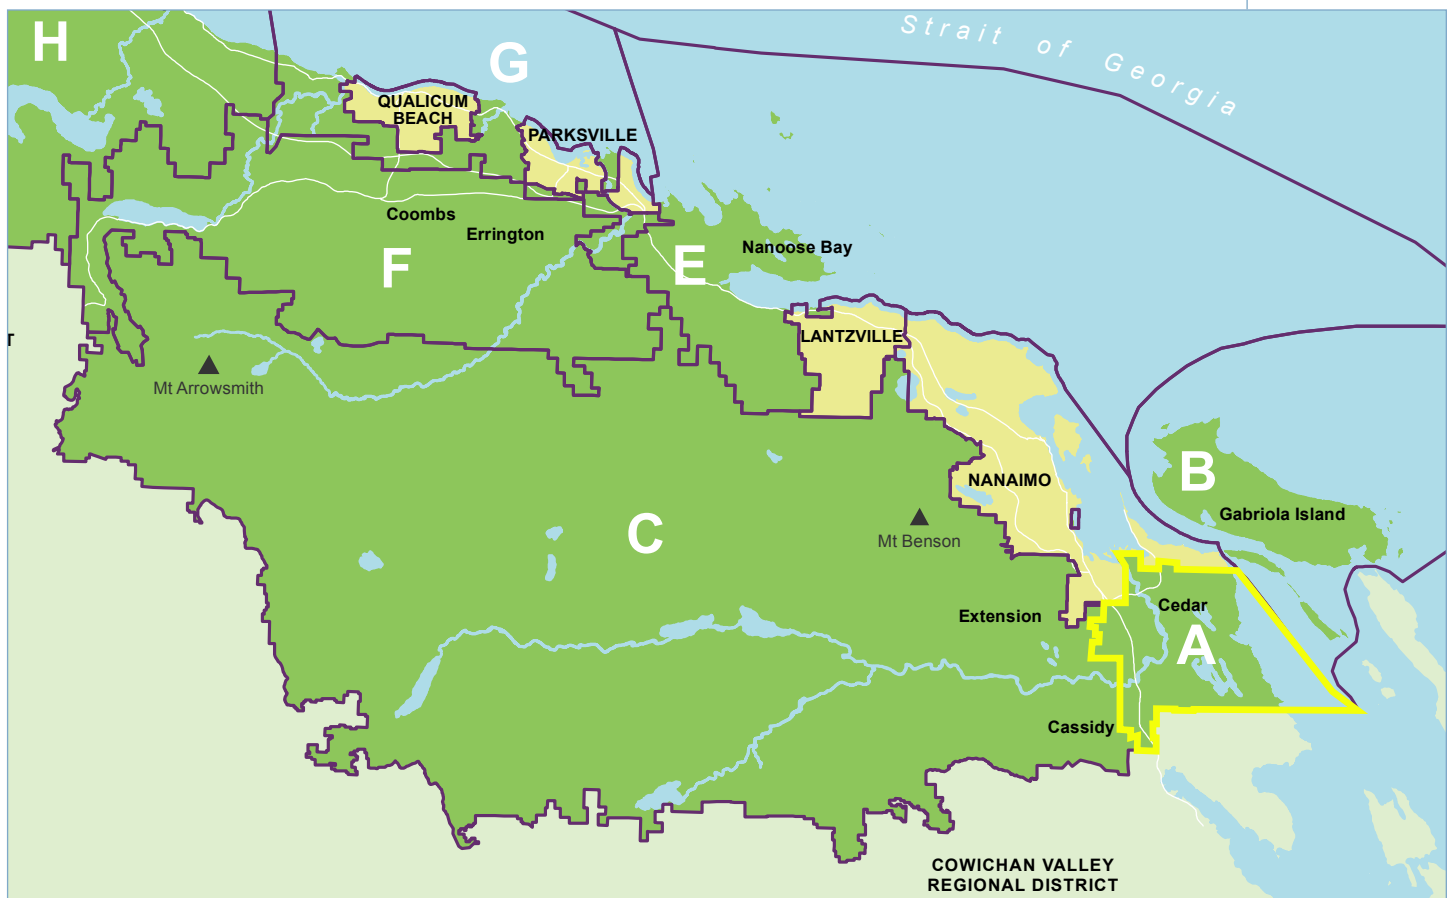 Strait of Georgia
H
G
QUALICUM
BEACH
PARKSVILLE
Coombs
Errington
Nanoose Bay
F
E
LANTZVILLE
T
Mt Arrowsmith
B
NANAIMO
Gabriola Island
C
Mt Benson
Cedar
Extension
A
Cassidy
COWICHAN VALLEY
REGIONAL DISTRICT